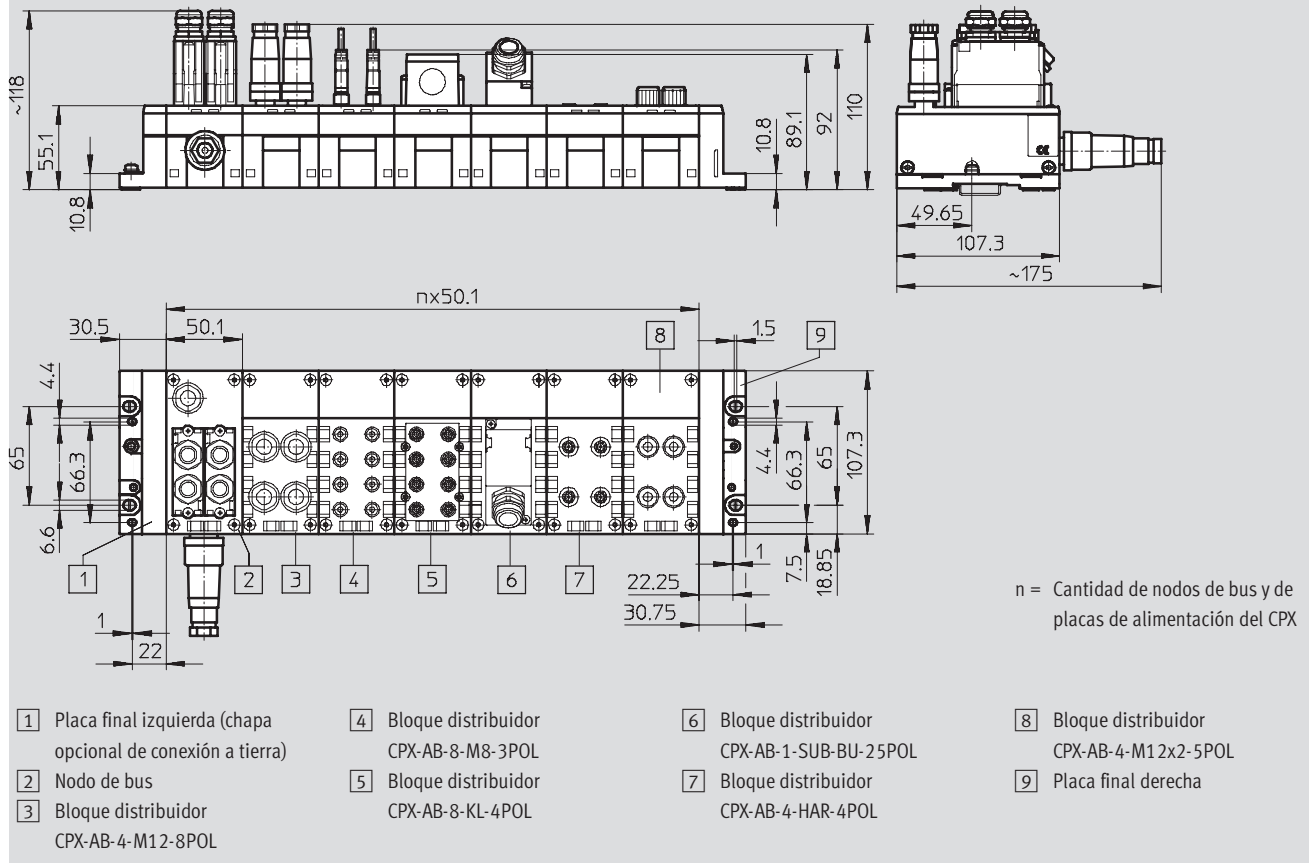 ~118
55.1
10.8
10.8
89.1
92
110
CE
49.65
107.3
~175
nx50.1
30.5
50.1
8
1.5
9
4.4
65
66.3
6.6
4.4
66.3
65
107.3
1
2
3
4
5
6
7
1
7.5
18.85
22.25
30.75
1
22
n = Cantidad de nodos de bus y de
placas de alimentación del CPX
1 Placa final izquierda (chapa
opcional de conexión a tierra)
2 Nodo de bus
3 Bloque distribuidor
CPX-AB-4-M12-8POL
4 Bloque distribuidor
CPX-AB-8-M8-3POL
5 Bloque distribuidor
CPX-AB-8-KL-4POL
6 Bloque distribuidor
CPX-AB-1-SUB-BU-25POL
7 Bloque distribuidor
CPX-AB-4-HAR-4POL
8 Bloque distribuidor
CPX-AB-4-M12x2-5POL
9 Placa final derecha